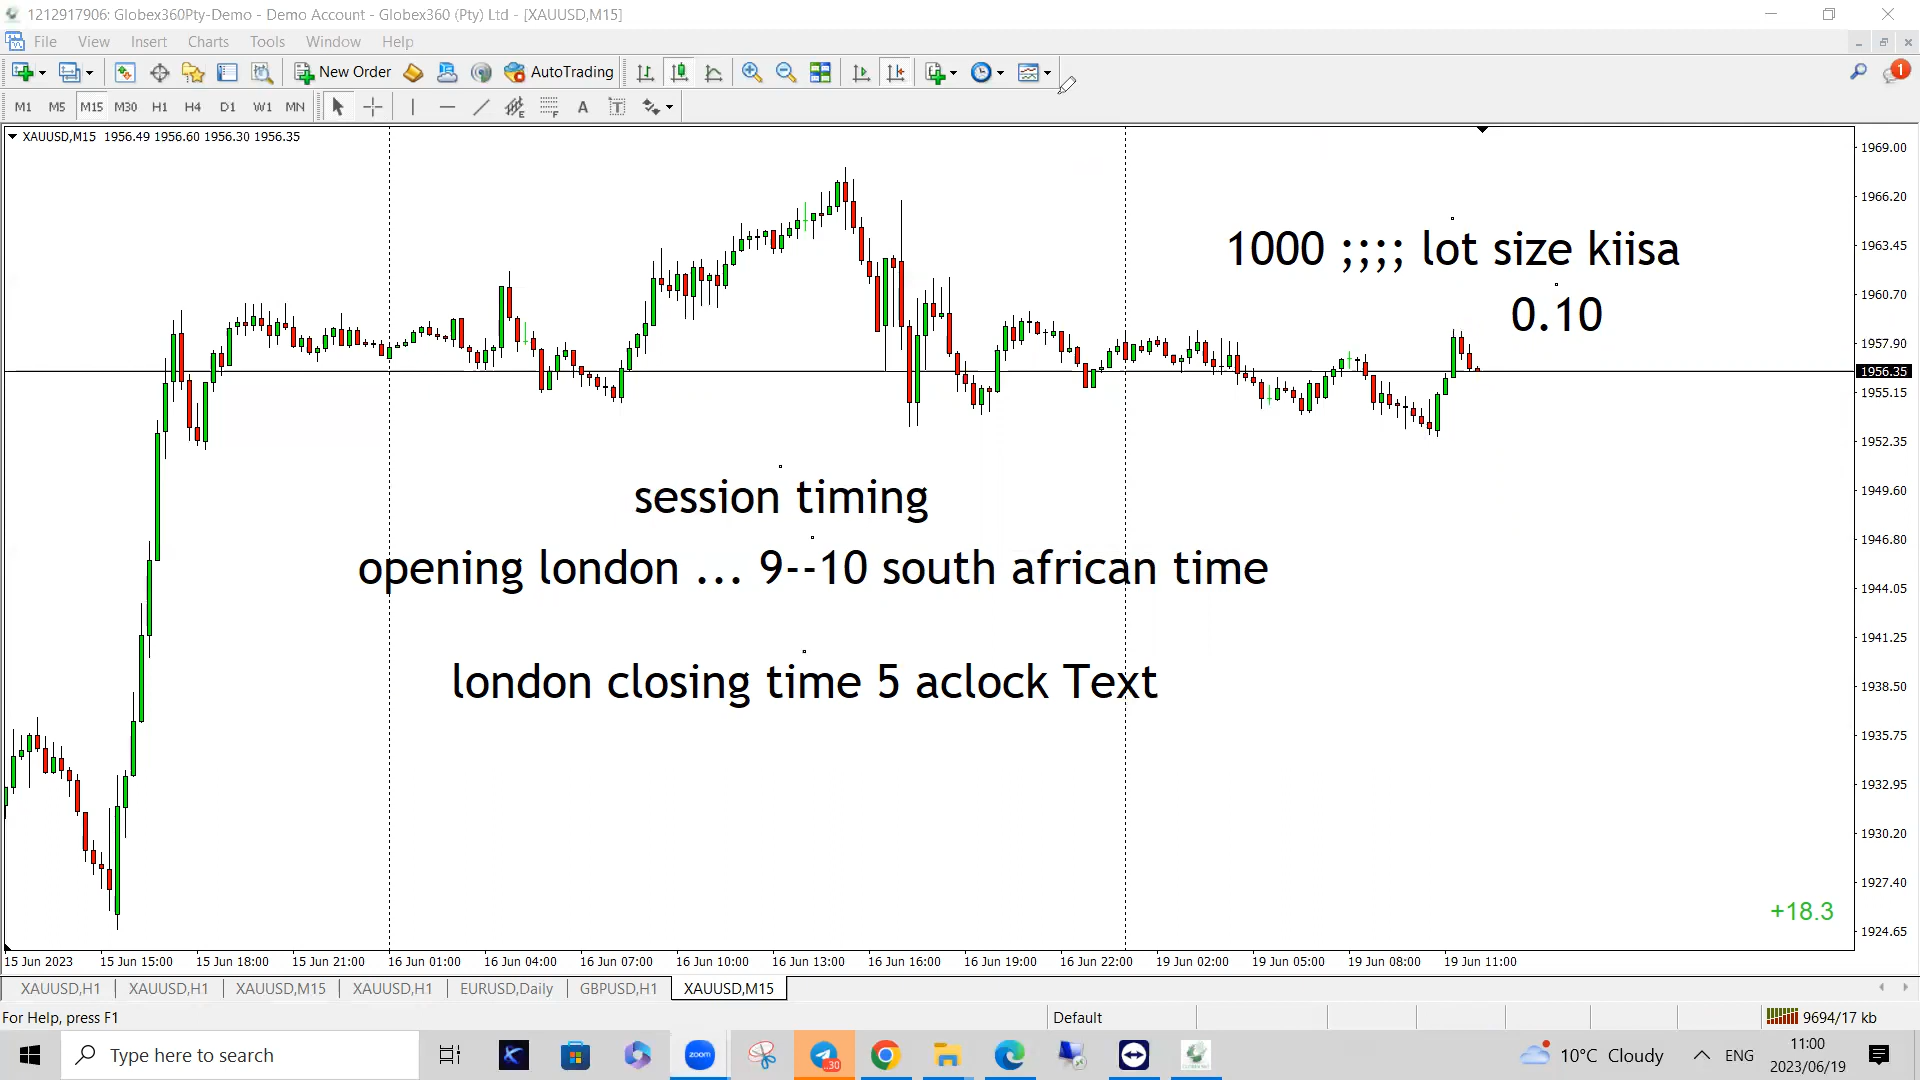 1212917906: Globex360Pty-Demo - Demo Account - Globex360 (Pty) Ltd - [XAUUSD,M15]
File View Insert Charts Tools Window Help
New Order AutoTrading 1
M1 M5 M15 M30 H1 H4 D1 W1 MN E F A T
XAUUSD,M15 1956.49 1956.60 1956.30 1956.35
1969.00
1966.20
1000 ;;;; lot size kiisa
1963.45
1960.70
0.10
1957.90
1956.35
1955.15
1952.35
session timing
1949.60
1946.80
opening london ... 9--10 south african time
1944.05
1941.25
london closing time 5 aclock Text
1938.50
1935.75
1932.95
1930.20
1927.40
+18.3
1924.65
15 Jun 2023 15 Jun 15:00 15 Jun 18:00 15 Jun 21:00 16 Jun 01:00 16 Jun 04:00 16 Jun 07:00 16 Jun 10:00 16 Jun 13:00 16 Jun 16:00 16 Jun 19:00 16 Jun 22:00 19 Jun 02:00 19 Jun 05:00 19 Jun 08:00 19 Jun 11:00
XAUUSD,H1 XAUUSD,H1 XAUUSD,M15 XAUUSD,H1 EURUSD,Daily GBPUSD,H1 XAUUSD,M15
For Help, press F1 Default 9694/17 kb
Type here to search zoom 30 10°C Cloudy ENG 11:00
2023/06/19